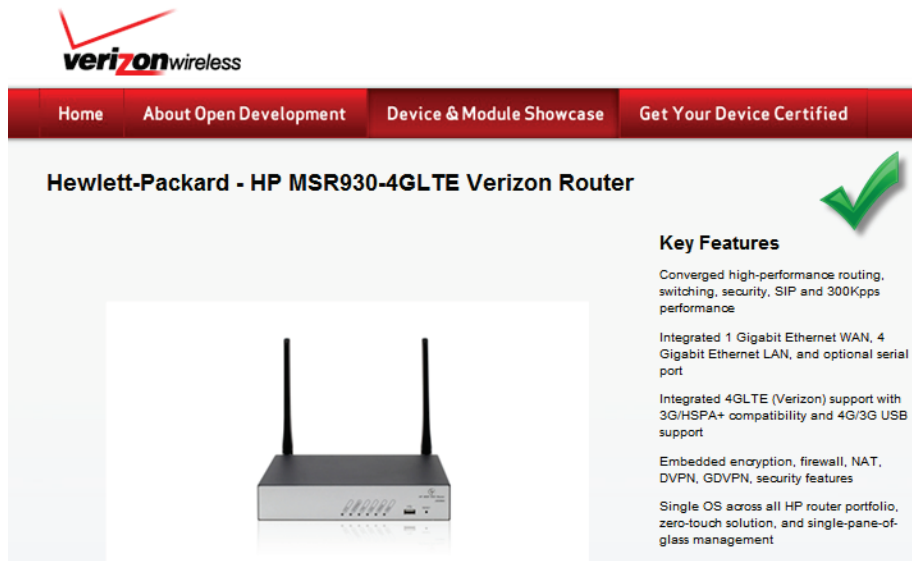 verizonwireless
Home About Open Development Device & Module Showcase Get Your Device Certified
Hewlett-Packard - HP MSR930-4GLTE Verizon Router
Key Features
Converged high-performance routing,
switching, security, SIP and 300Kpps
performance
Integrated 1 Gigabit Ethernet WAN, 4
Gigabit Ethernet LAN, and optional serial
port
Integrated 4GLTE (Verizon) support with
3G/HSPA+ compatibility and 4G/3G USB
support
Embedded encryption, firewall, NAT,
DVPN, GDVPN, security features
Single OS across all HP router portfolio,
zero-touch solution, and single-pane-of-
glass management